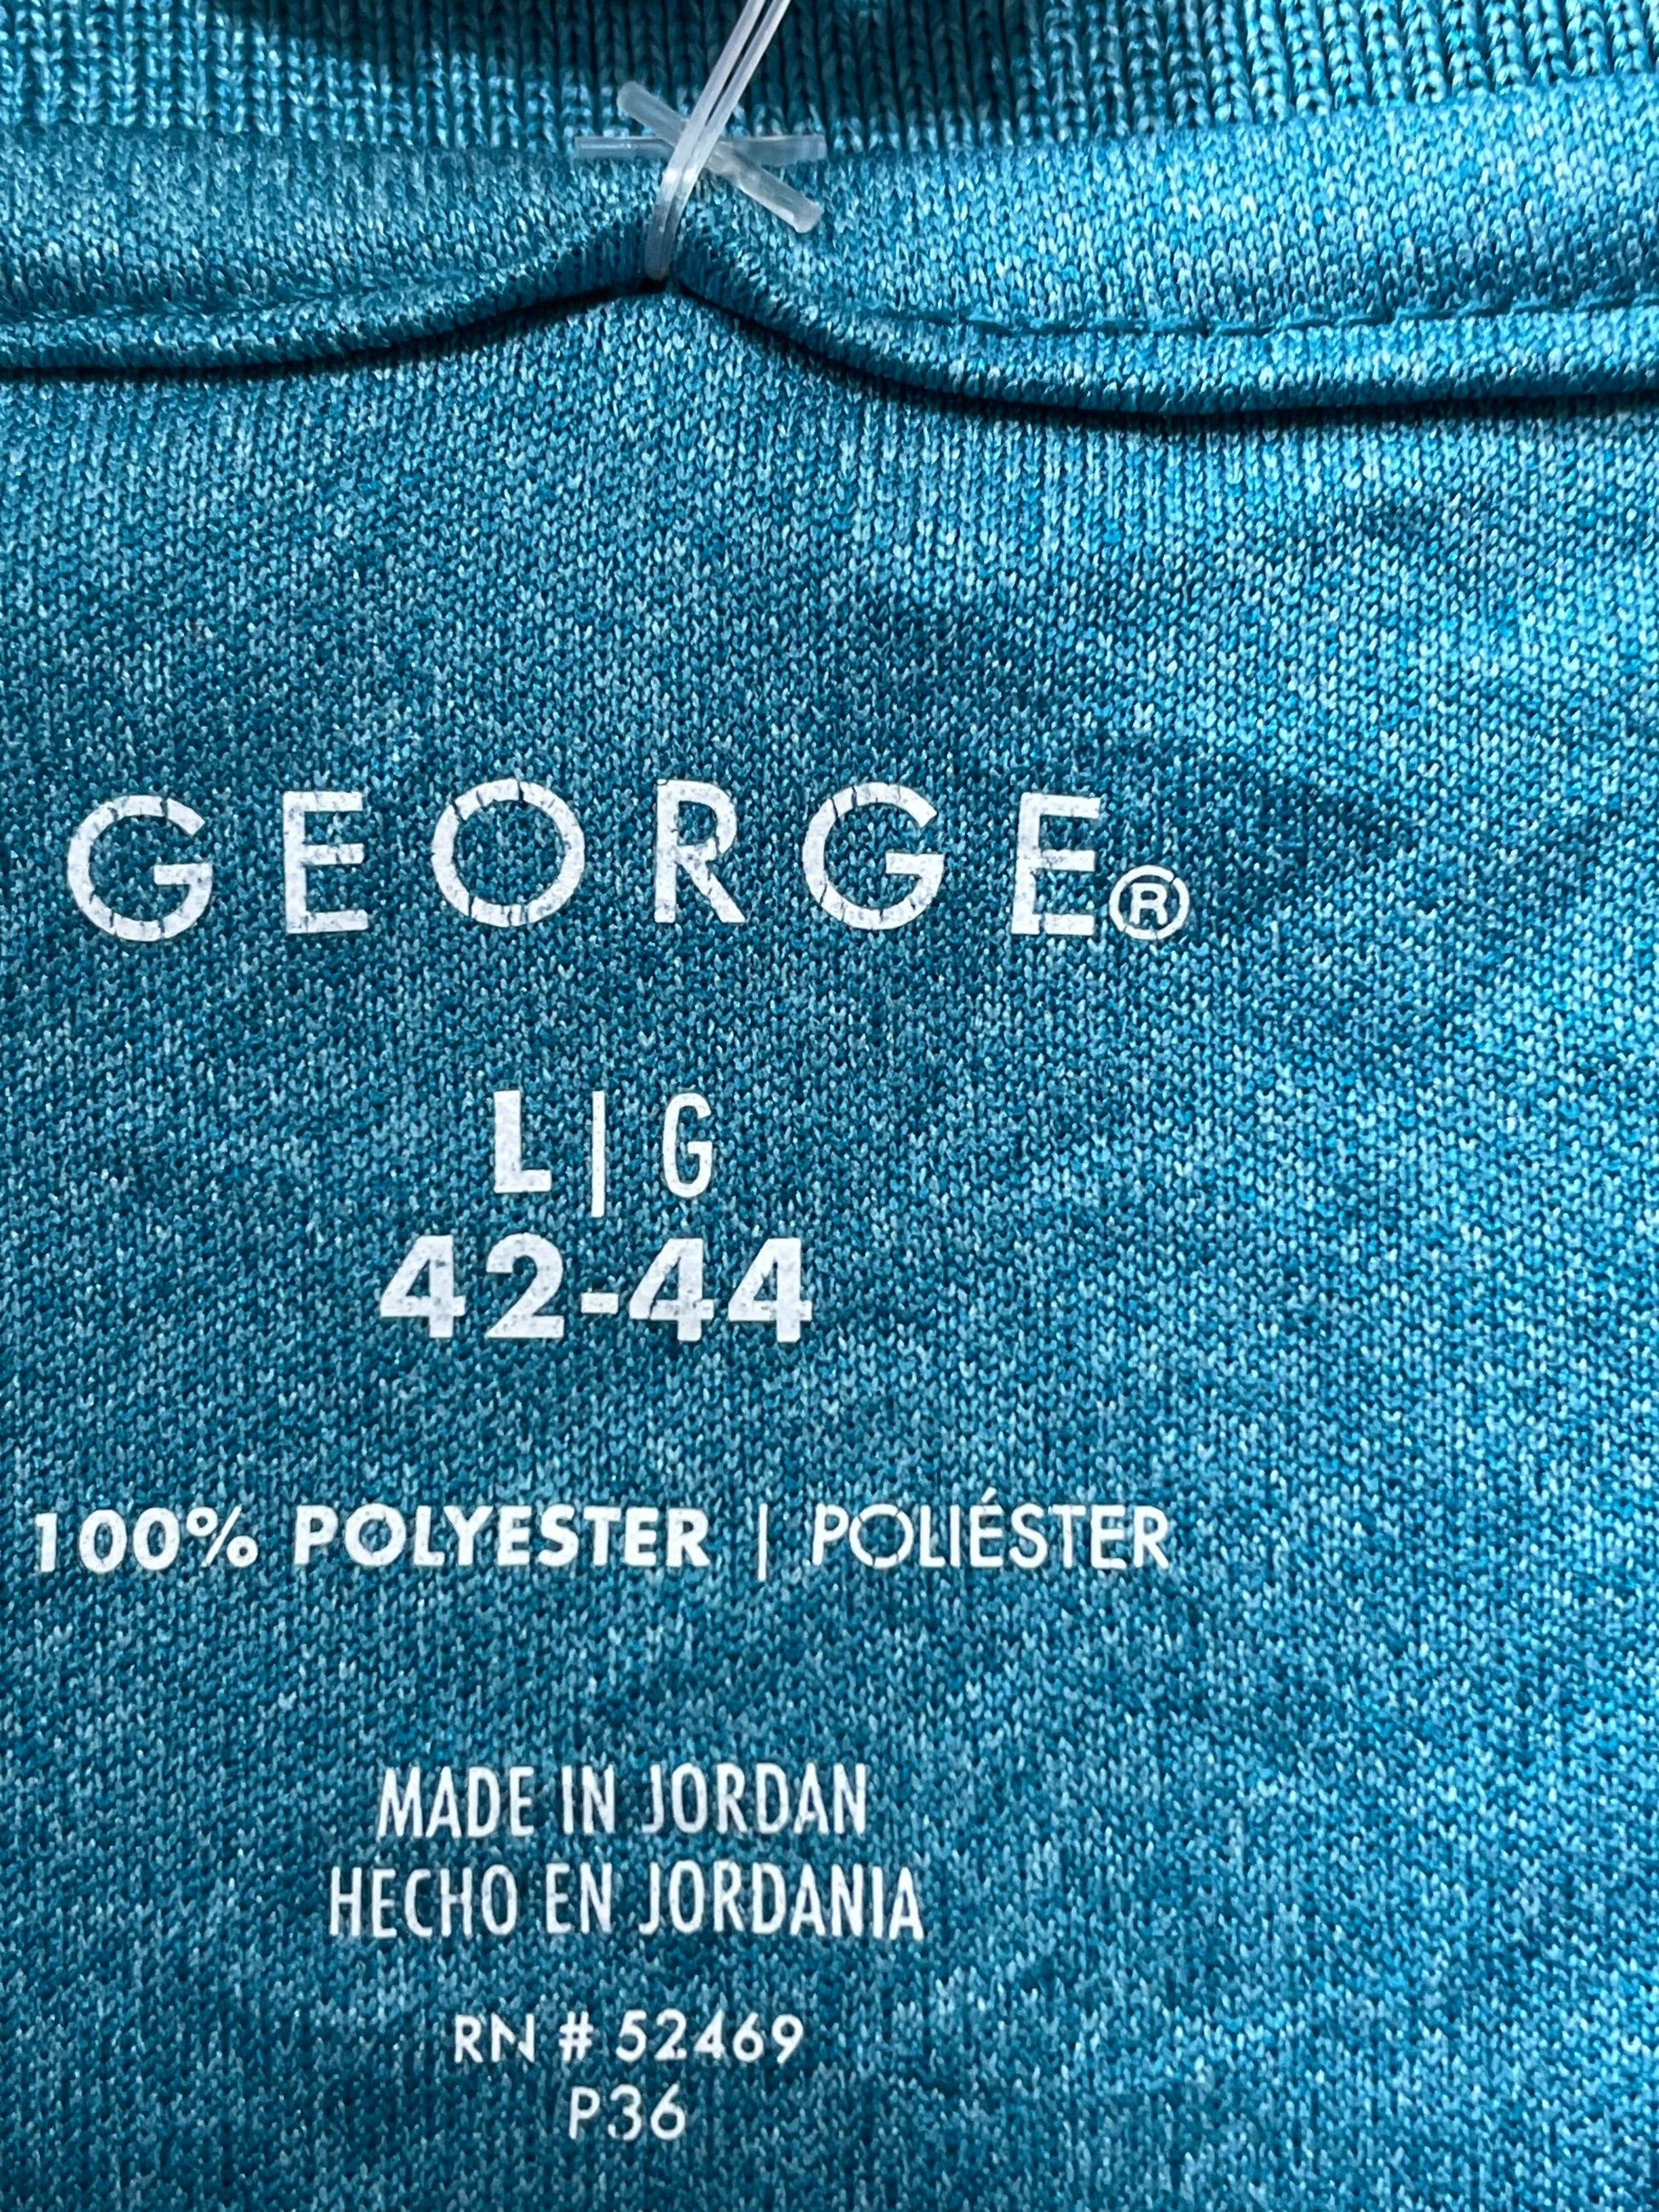 GEORGE®
L | G
42-44
100% POLYESTER | POLIÉSTER
MADE IN JORDAN
HECHO EN JORDANIA
RN # 52469
P36